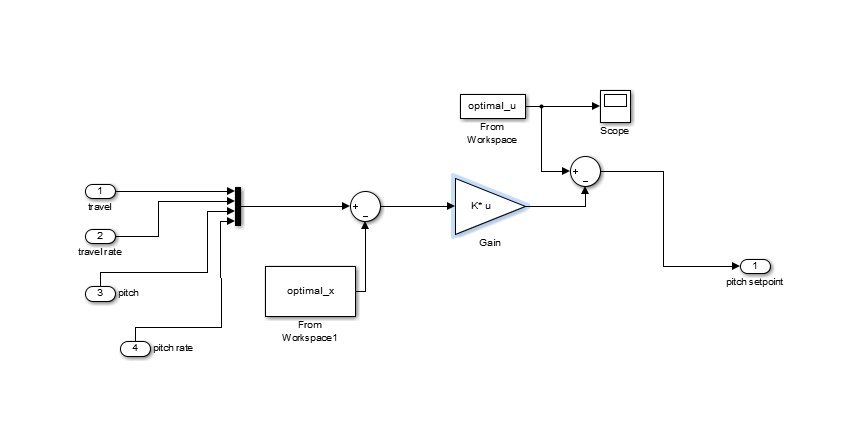 optimal_u
From
Workspace
Scope
1
travel
2
travel rate
3
pitch
4
pitch rate
+
−
optimal_x
From
Workspace1
K* u
Gain
+
−
1
pitch setpoint